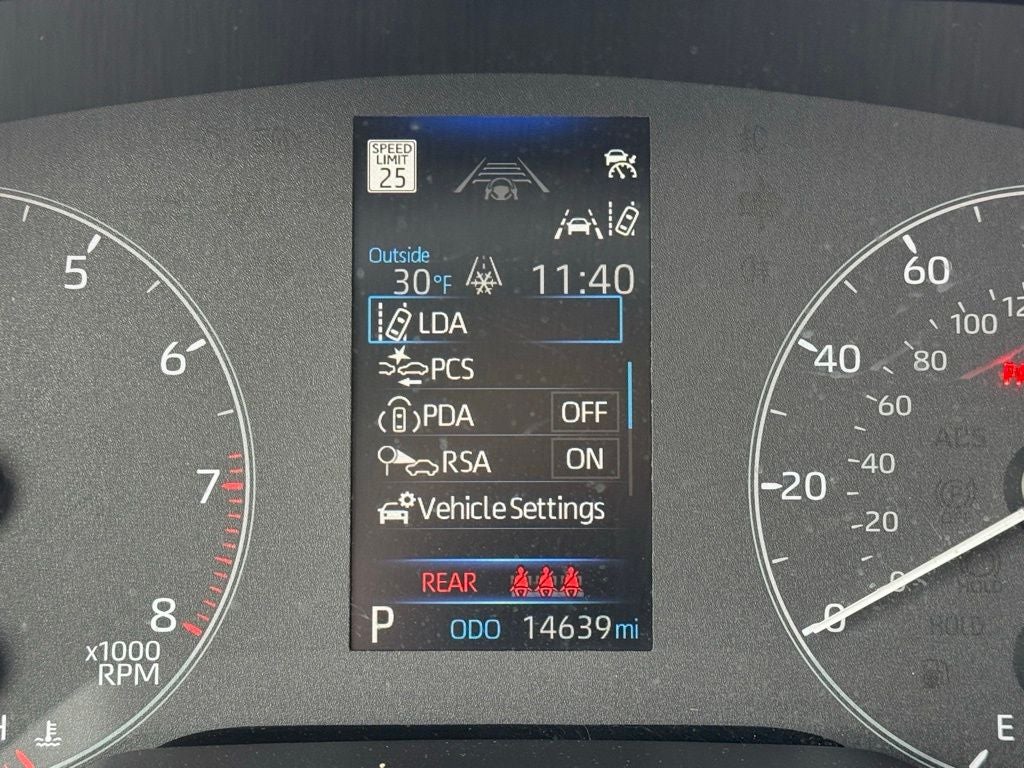 SPEED
LIMIT
25
Outside
30°F
11:40
LDA
PCS
PDA OFF
RSA ON
Vehicle Settings
REAR
P ODO 14639mi
5
6
7
8
x1000
RPM
H
60
40
20
0
100
80
60
40
20
HOLD
E